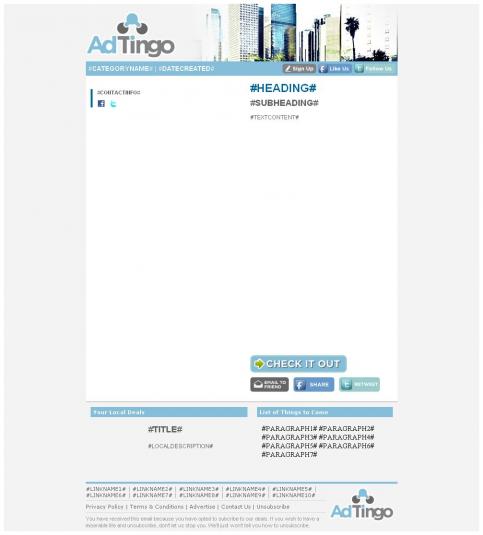 AdTingo
#CATEGORYNAME# | #DATECREATED#
Sign Up
Like Us
Follow Us
#CONTACTINFO#
#HEADING#
#SUBHEADING#
#TEXTCONTENT#
CHECK IT OUT
EMAIL TO FRIEND
SHARE
RETWEET
Your Local Deals
#TITLE#
#LOCALDESCRIPTION#
List of Things to Come
#PARAGRAPH1# #PARAGRAPH2#
#PARAGRAPH3# #PARAGRAPH4#
#PARAGRAPH5# #PARAGRAPH6#
#PARAGRAPH7#
#LINKNAME1# | #LINKNAME2# | #LINKNAME3# | #LINKNAME4# | #LINKNAME5# |
#LINKNAME6# | #LINKNAME7# | #LINKNAME8# | #LINKNAME9# | #LINKNAME10#
Privacy Policy | Terms & Conditions | Advertise | Contact Us | Unsubscribe
You have received this email because you have opted to subcribe to our deals. If you wish to have a
miserable life and unsubscribe, don't let us stop you. We'll just won't tell you how to unsubscribe.
AdTingo